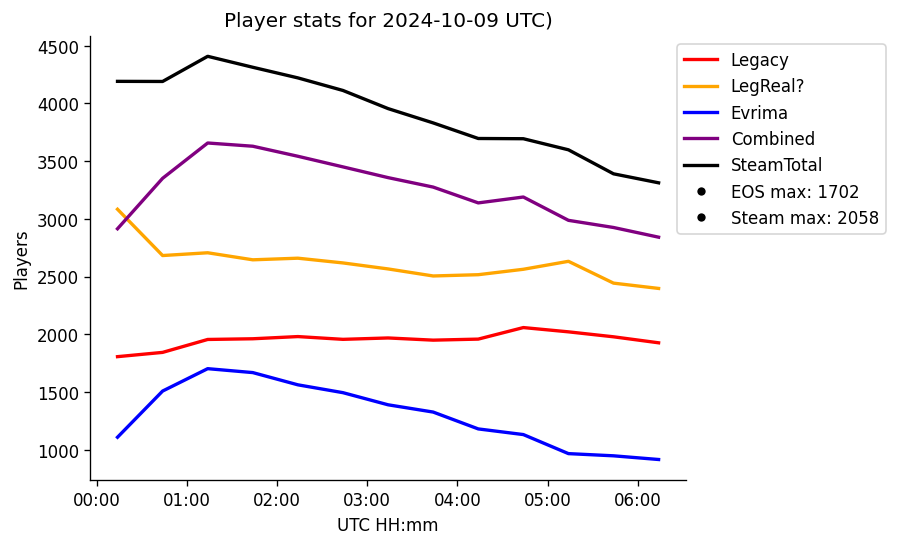 Player stats for 2024-10-09 UTC)
4500
4000
3500
3000
2500
2000
1500
1000
Players
00:00 01:00 02:00 03:00 04:00 05:00 06:00
UTC HH:mm
Legacy
LegReal?
Evrima
Combined
SteamTotal
EOS max: 1702
Steam max: 2058